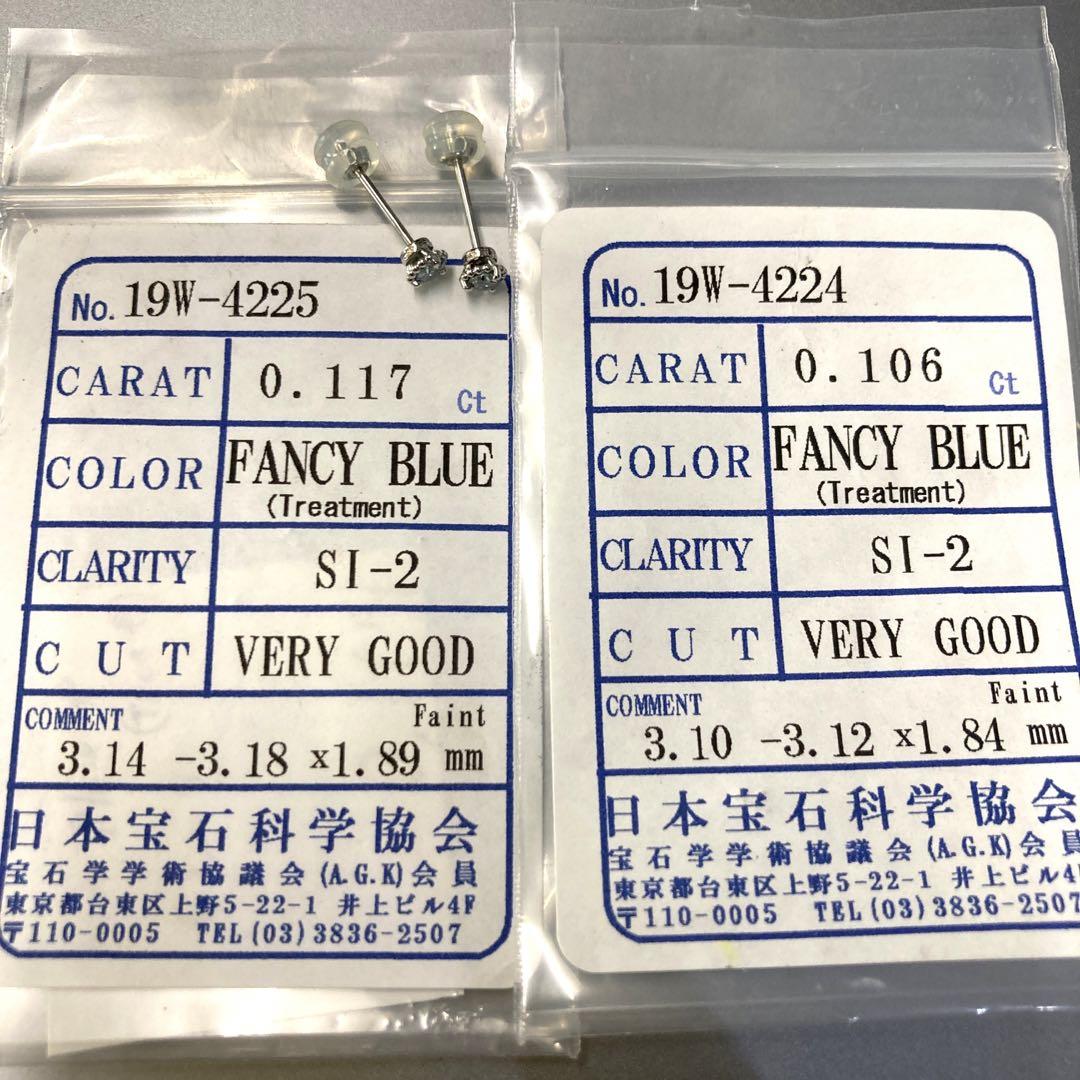 No. 19W-4225
CARAT 0.117 Ct
COLOR FANCY BLUE
(Treatment)
CLARITY SI-2
CUT VERY GOOD
COMMENT Faint
3.14 -3.18 x1.89 mm
日本宝石科学協会
宝石学学術協議会(A.G.K)会員
東京都台東区上野5-22-1 井上ビル4F
〒110-0005 TEL(03)3836-2507
No. 19W-4224
CARAT 0.106 Ct
COLOR FANCY BLUE
(Treatment)
CLARITY SI-2
CUT VERY GOOD
COMMENT Faint
3.10 -3.12 x1.84 mm
日本宝石科学協会
宝石学学術協議会(A.G.K)会員
東京都台東区上野5-22-1 井上ビル4F
〒110-0005 TEL(03)3836-2507